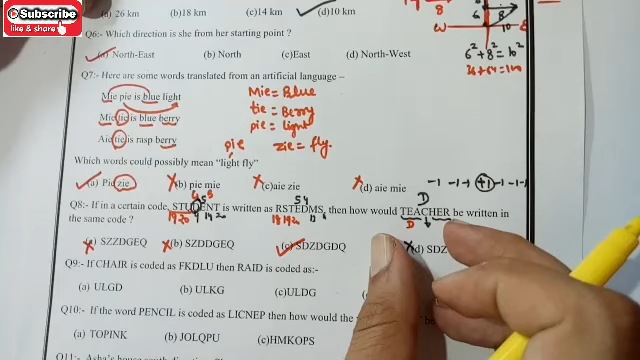 Subscribe
like & share
(a) 26 km (b)18 km (c)14 km (d)10 km
Q6:- Which direction is she from her starting point ?
(a) North-East (b) North (c)East (d) North-West
6² + 8² = 10²
36 + 64 = 100
Q7:- Here are some words translated from an artificial language –
Mie pie is blue light
Mie tie is blue berry
Aie tie is rasp berry
Mie = Blue
tie = Berry
pie = light
pie zie = fly.
Which words could possibly mean "light fly"
(a) Pie zie (b) pie mie (c)aie zie (d) aie mie
Q8:- If in a certain code, STUDENT is written as RSTEDMS, then how would TEACHER be written in
the same code ?
(a) SZZDGEQ (b) SZDDGEQ (c) SDZDGDQ (d) SDZ
Q9:- If CHAIR is coded as FKDLU then RAID is coded as:-
(a) ULGD (b) ULKG (c)ULDG
Q10:- If the word PENCIL is coded as LICNEP then how would the
(a) TOPINK (b) JOLQPU (c)HMKOPS